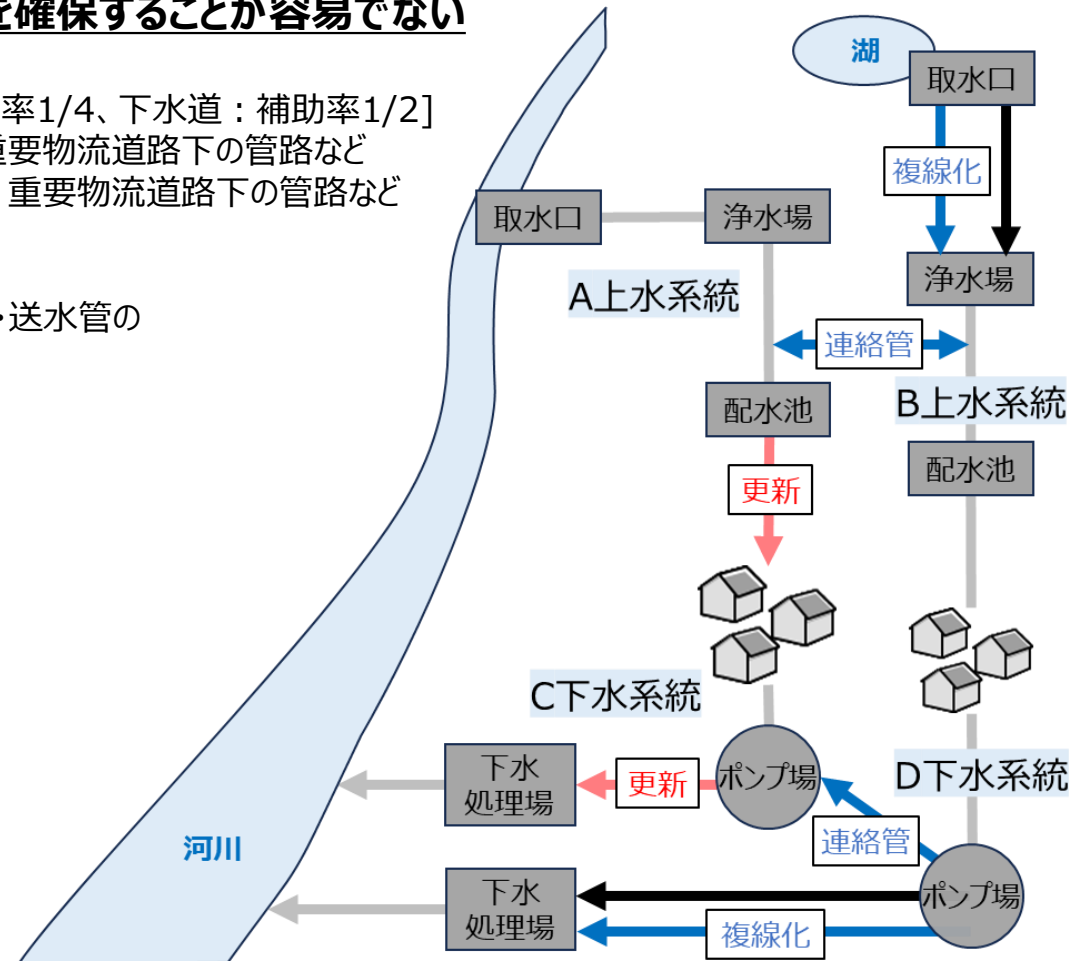 を確保することが容易でない
率1/4、下水道：補助率1/2]
重要物流道路下の管路など
重要物流道路下の管路など
・送水管の
湖
取水口
複線化
取水口
浄水場
浄水場
A上水系統
連絡管
配水池
B上水系統
配水池
更新
C下水系統
下水
処理場
更新
ポンプ場
D下水系統
連絡管
河川
下水
処理場
ポンプ場
複線化